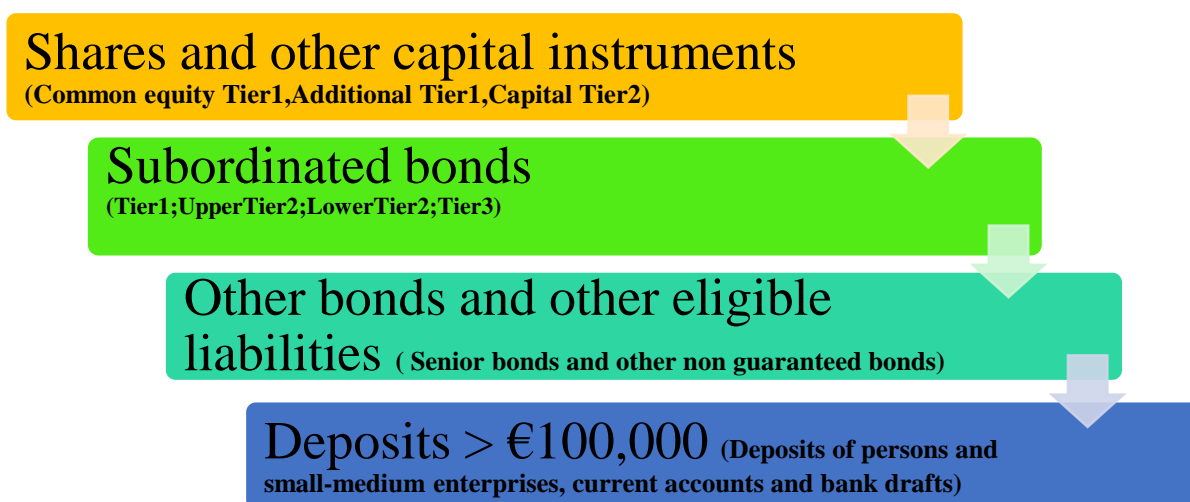 Shares and other capital instruments
(Common equity Tier1,Additional Tier1,Capital Tier2)
Subordinated bonds
(Tier1;UpperTier2;LowerTier2;Tier3)
Other bonds and other eligible
liabilities ( Senior bonds and other non guaranteed bonds)
Deposits > €100,000 (Deposits of persons and
small-medium enterprises, current accounts and bank drafts)